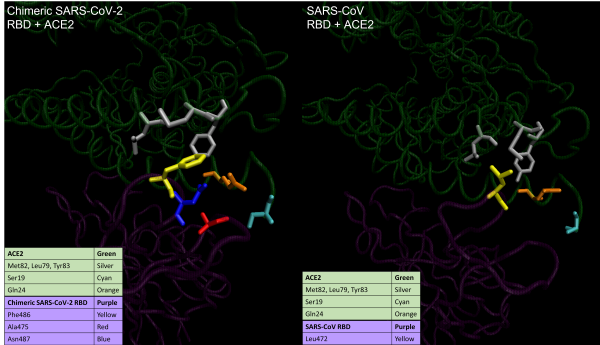 Chimeric SARS-CoV-2
RBD + ACE2
SARS-CoV
RBD + ACE2
ACE2 Green
Met82, Leu79, Tyr83 Silver
Ser19 Cyan
Gln24 Orange
Chimeric SARS-CoV-2 RBD Purple
Phe486 Yellow
Ala475 Red
Asn487 Blue
ACE2 Green
Met82, Leu79, Tyr83 Silver
Ser19 Cyan
Gln24 Orange
SARS-CoV RBD Purple
Leu472 Yellow